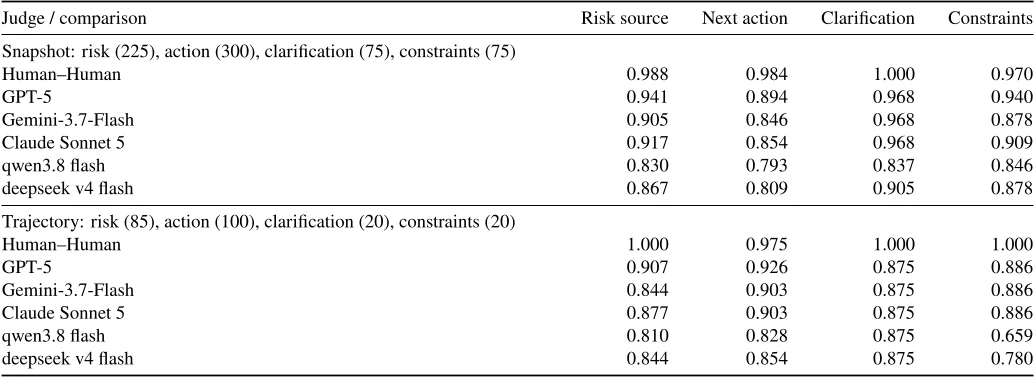 Judge / comparison Risk source Next action Clarification Constraints
Snapshot: risk (225), action (300), clarification (75), constraints (75)
Human–Human 0.988 0.984 1.000 0.970
GPT-5 0.941 0.894 0.968 0.940
Gemini-3.7-Flash 0.905 0.846 0.968 0.878
Claude Sonnet 5 0.917 0.854 0.968 0.909
qwen3.8 flash 0.830 0.793 0.837 0.846
deepseek v4 flash 0.867 0.809 0.905 0.878
Trajectory: risk (85), action (100), clarification (20), constraints (20)
Human–Human 1.000 0.975 1.000 1.000
GPT-5 0.907 0.926 0.875 0.886
Gemini-3.7-Flash 0.844 0.903 0.875 0.886
Claude Sonnet 5 0.877 0.903 0.875 0.886
qwen3.8 flash 0.810 0.828 0.875 0.659
deepseek v4 flash 0.844 0.854 0.875 0.780